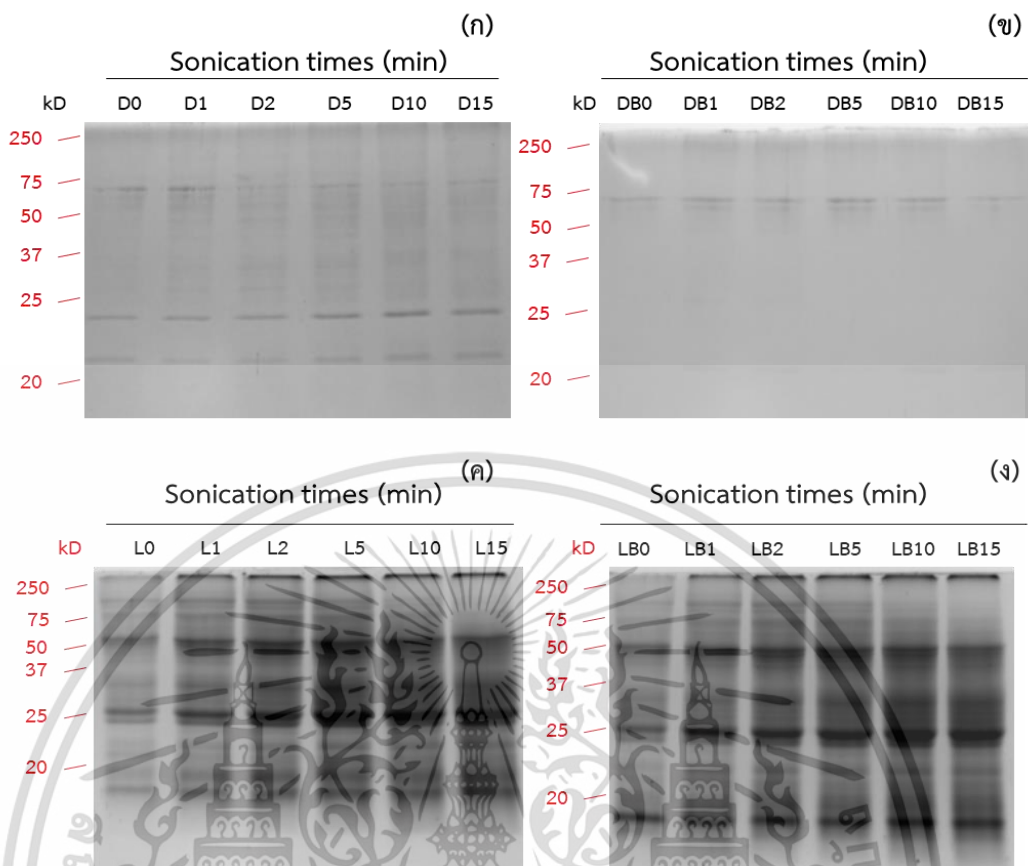 (ก)
Sonication times (min)
kD D0 D1 D2 D5 D10 D15
250
75
50
37
25
20
(ข)
Sonication times (min)
kD DB0 DB1 DB2 DB5 DB10 DB15
250
75
50
37
25
20
(ค)
Sonication times (min)
kD L0 L1 L2 L5 L10 L15
250
75
50
37
25
20
(ง)
Sonication times (min)
kD LB0 LB1 LB2 LB5 LB10 LB15
250
75
50
37
25
20